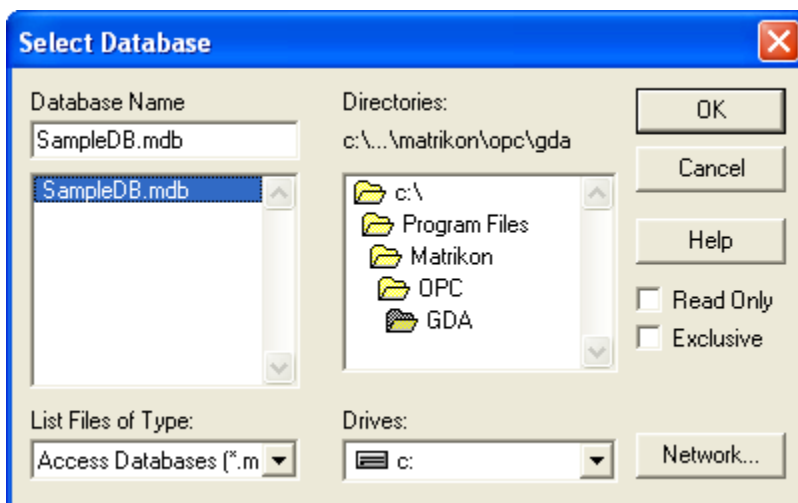 Select Database
Database Name
SampleDB.mdb
SampleDB.mdb
List Files of Type:
Access Databases (*.m
Directories:
c:\...\matrikon\opc\gda
c:\
Program Files
Matrikon
OPC
GDA
Drives:
c:
OK
Cancel
Help
Read Only
Exclusive
Network...